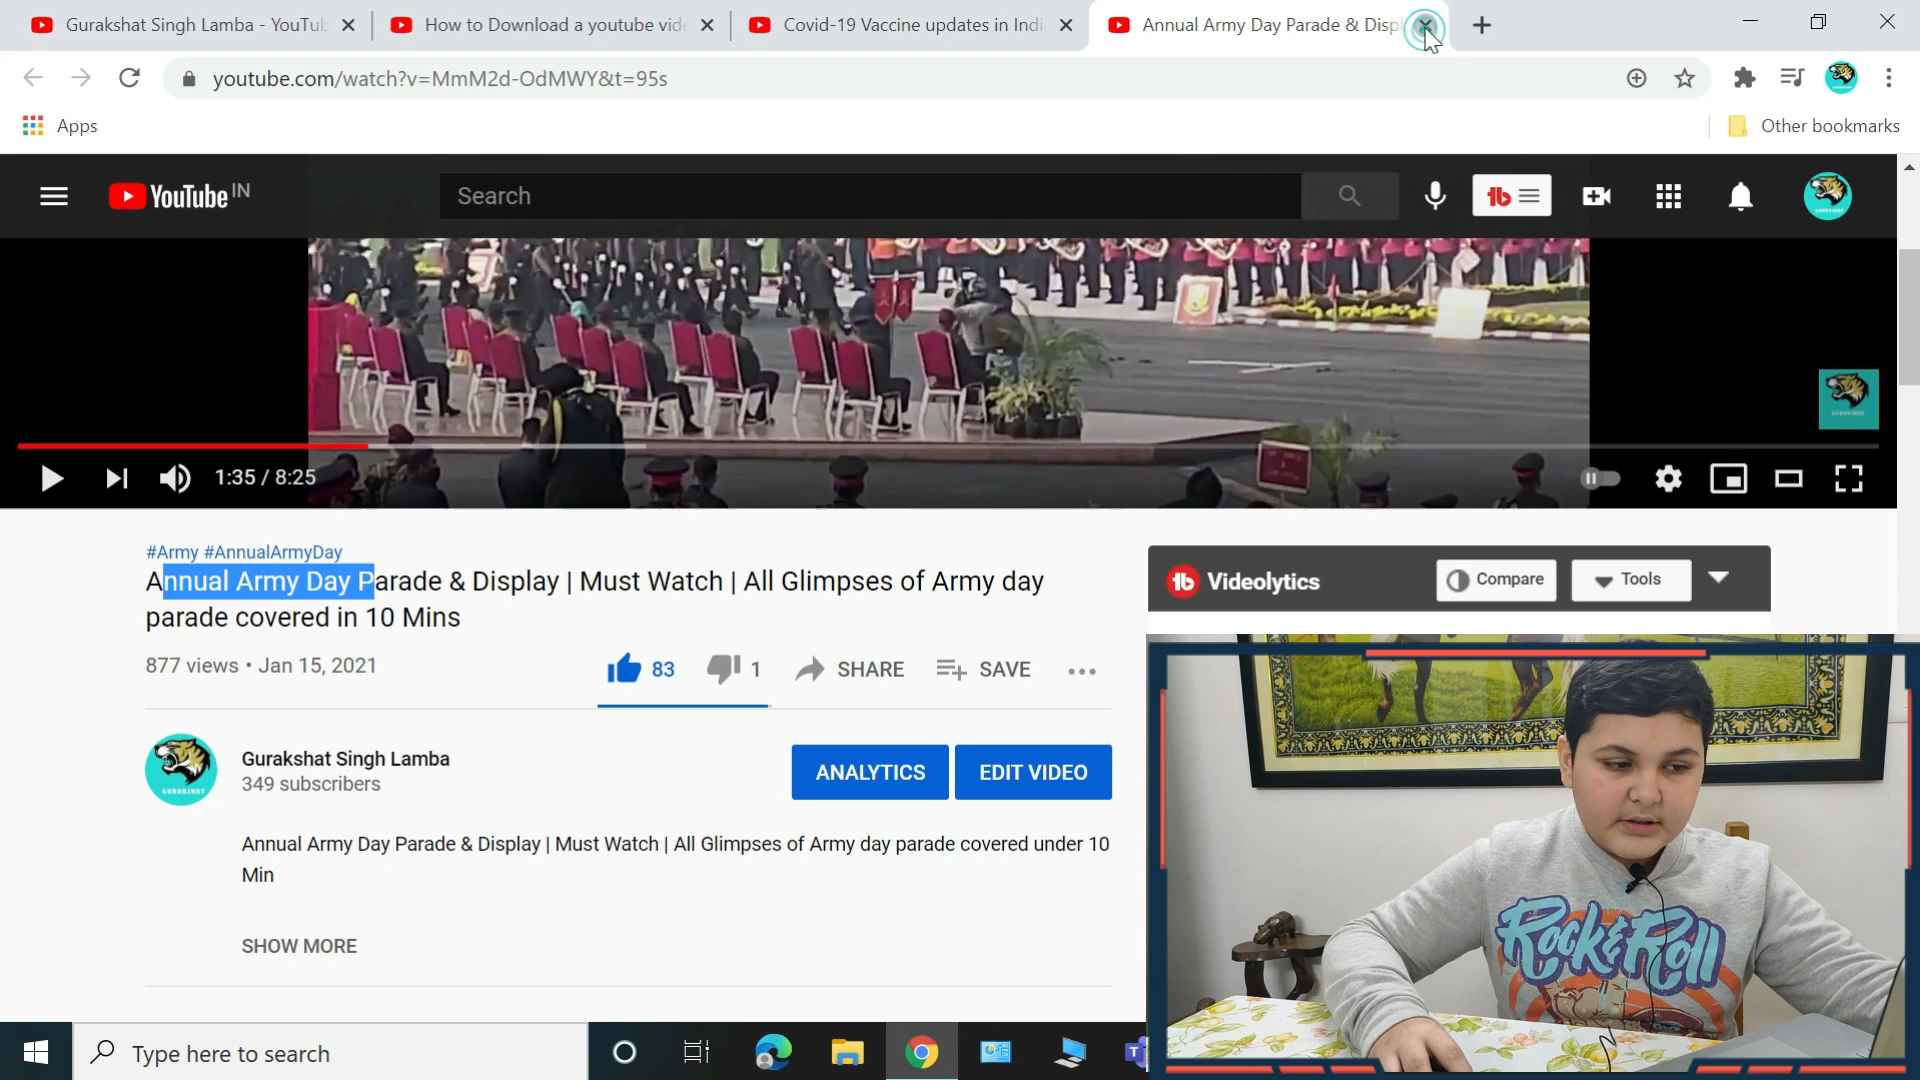 Gurakshat Singh Lamba - YouTub
How to Download a youtube vide
Covid-19 Vaccine updates in Indi
Annual Army Day Parade & Displ
youtube.com/watch?v=MmM2d-OdMWY&t=95s
Apps
Other bookmarks
YouTube IN
Search
1:35 / 8:25
#Army #AnnualArmyDay
Annual Army Day Parade & Display | Must Watch | All Glimpses of Army day
parade covered in 10 Mins
877 views • Jan 15, 2021
83
1
SHARE
SAVE
Videolytics
Compare
Tools
Gurakshat Singh Lamba
349 subscribers
ANALYTICS
EDIT VIDEO
Annual Army Day Parade & Display | Must Watch | All Glimpses of Army day parade covered under 10
Min
SHOW MORE
ROCK & ROLL
Type here to search